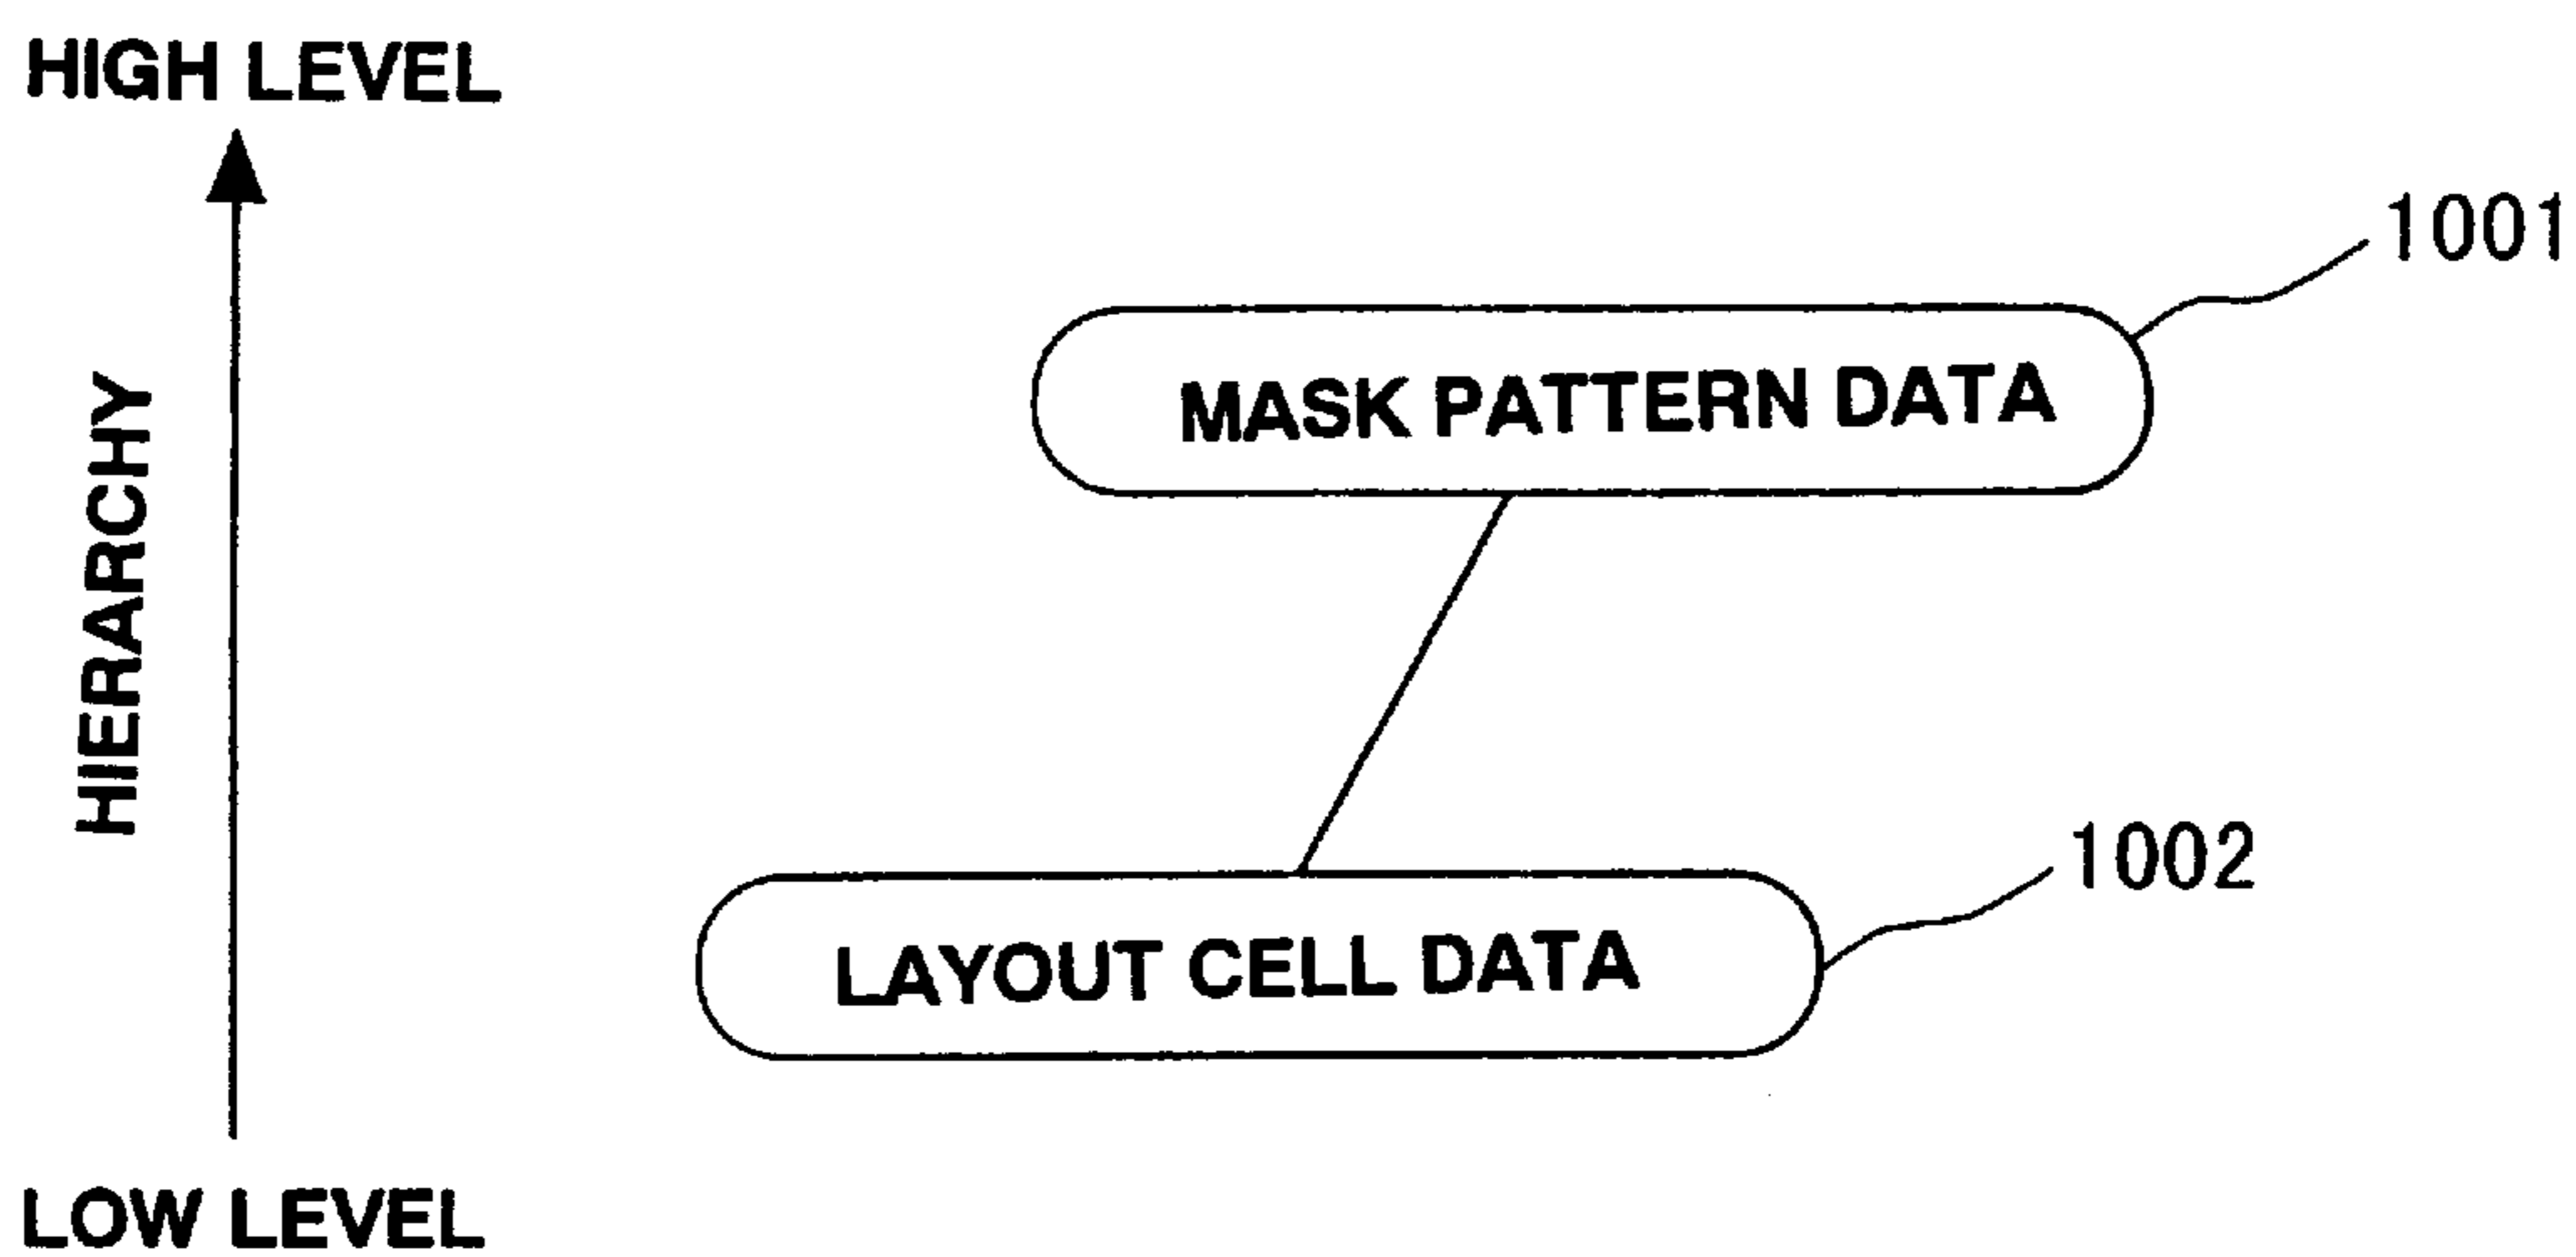 HIGH LEVEL
1001
MASK PATTERN DATA
HIERARCHY
1002
LAYOUT CELL DATA
LOW LEVEL